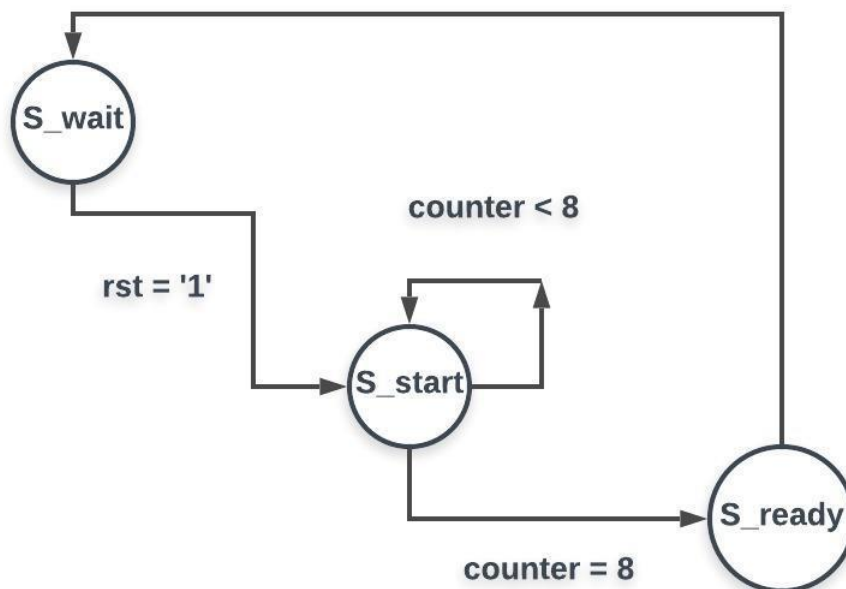 S_wait
counter < 8
rst = '1'
S_start
S_ready
counter = 8